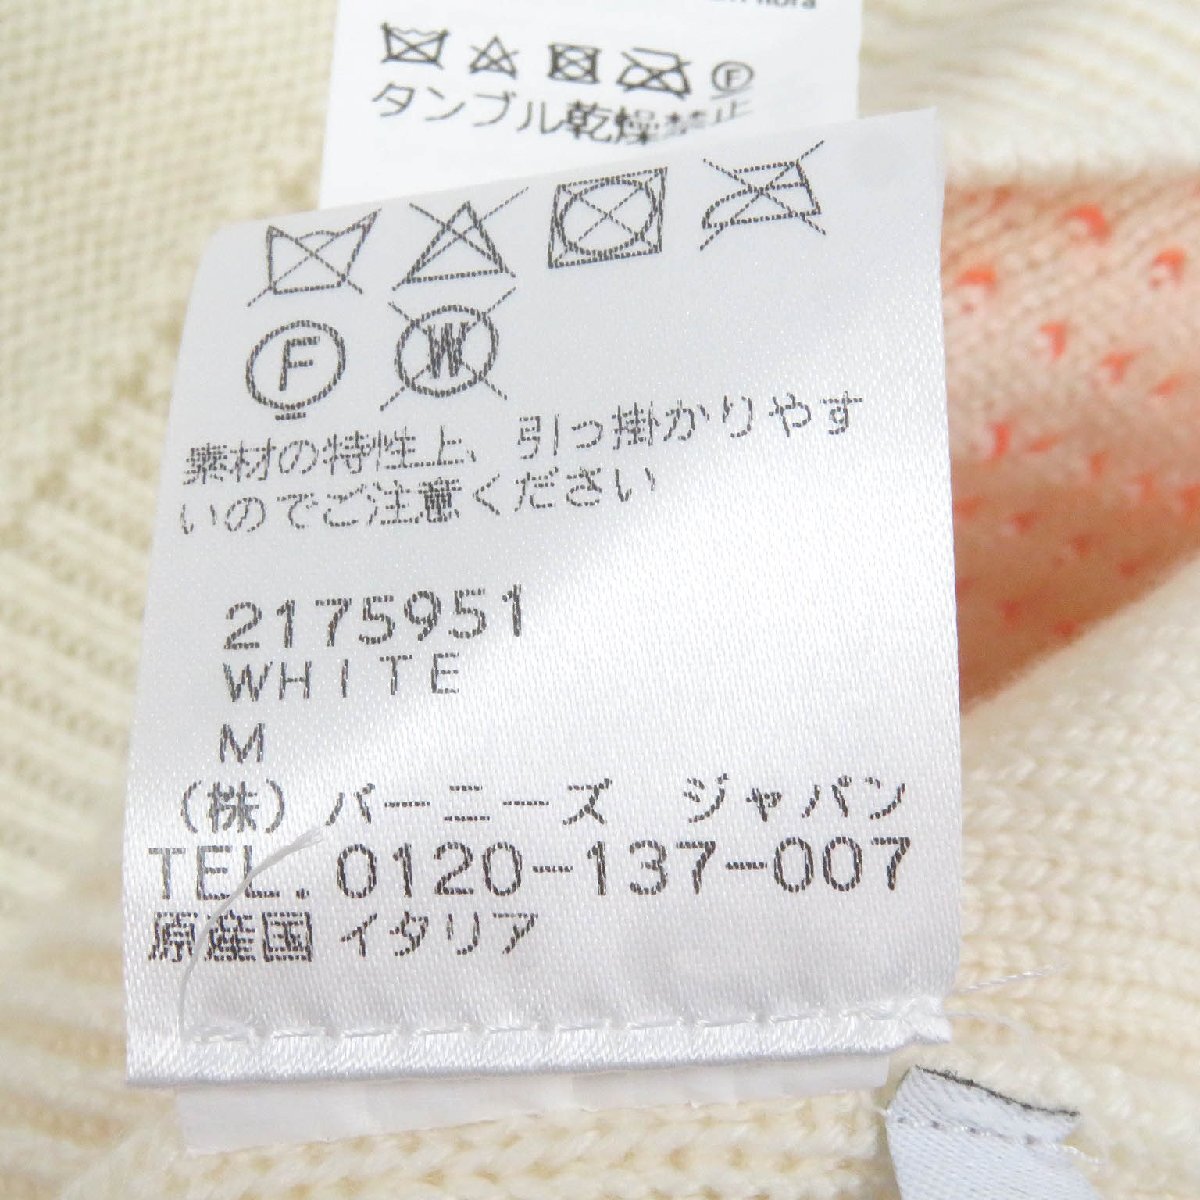 タンブル乾燥禁止
F
F
W
素材の特性上、引っ掛かりやす
いのでご注意ください
2175951
WHITE
M
(株)バーニーズ ジャパン
TEL.0120-137-007
原産国 イタリア